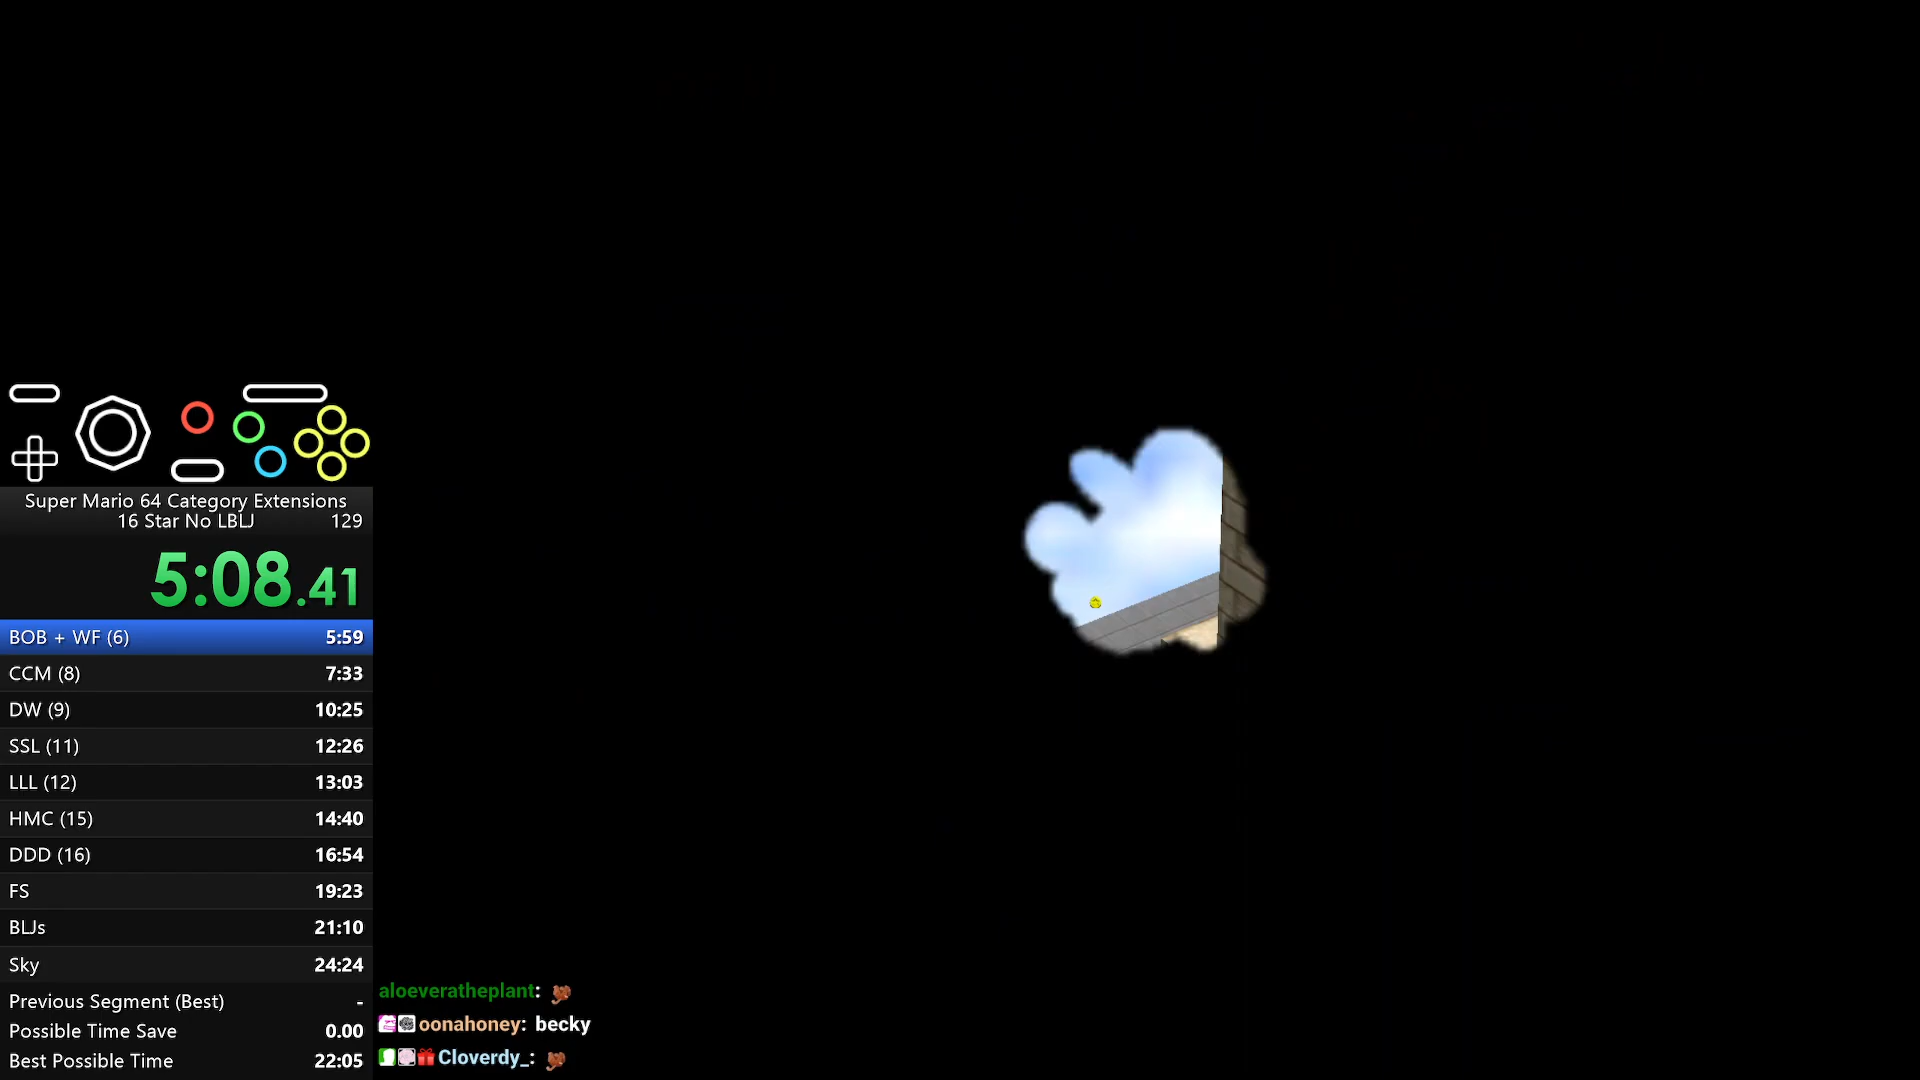 Super Mario 64 Category Extensions
16 Star No LBLJ 129
5:08.41
BOB + WF (6) 5:59
CCM (8) 7:33
DW (9) 10:25
SSL (11) 12:26
LLL (12) 13:03
HMC (15) 14:40
DDD (16) 16:54
FS 19:23
BLJs 21:10
Sky 24:24
Previous Segment (Best) -
Possible Time Save 0.00
Best Possible Time 22:05
aloeveratheplant:
oonahoney: becky
Cloverdy_: